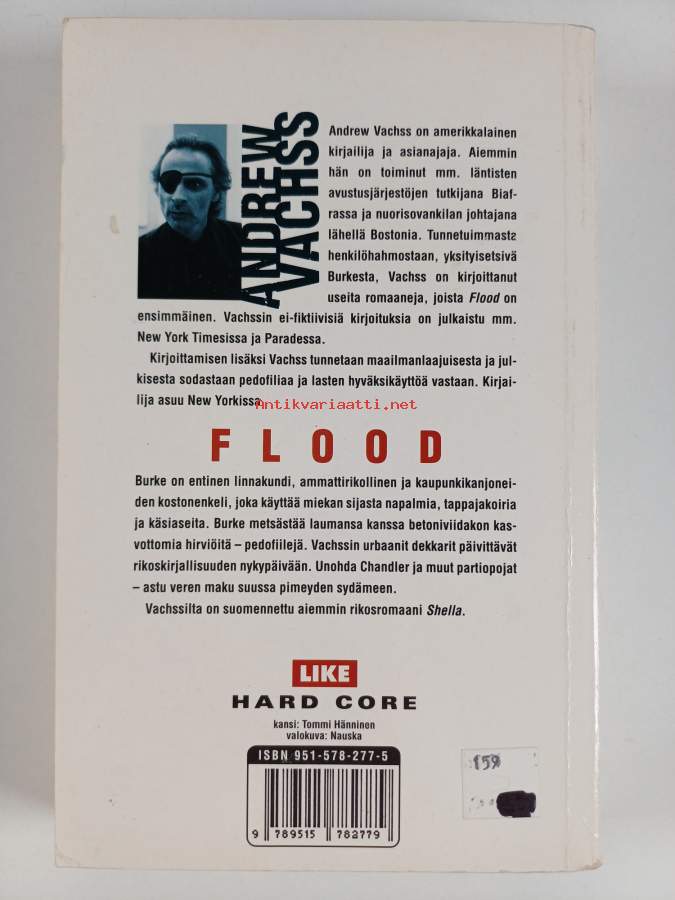 ANDREW
VACHSS
Andrew Vachss on amerikkalainen
kirjailija ja asianajaja. Aiemmin
hän on toiminut mm. läntisten
avustusjärjestöjen tutkijana Biaf-
rassa ja nuorisovankilan johtajana
lähellä Bostonia. Tunnetuimmasta
henkilöhahmostaan, yksityisetsivä
Burkesta, Vachss on kirjoittanut
useita romaaneja, joista Flood on
ensimmäinen. Vachssin ei-fiktiivisiä kirjoituksia on julkaistu mm.
New York Timesissa ja Paradessa.
Kirjoittamisen lisäksi Vachss tunnetaan maailmanlaajuisesta ja jul-
kisesta sodastaan pedofiliaa ja lasten hyväksikäyttöä vastaan. Kirjai-
lija asuu New Yorkissa.
Antikvariaatti.net
FLOOD
Burke on entinen linnakundi, ammattirikollinen ja kaupunkikanjonei-
den kostonenkeli, joka käyttää miekan sijasta napalmia, tappajakoiria
ja käsiaseita. Burke metsästää laumansa kanssa betoniviidakon kas-
vottomia hirviöitä – pedofiilejä. Vachssin urbaanit dekkarit päivittävät
rikoskirjallisuuden nykypäivään. Unohda Chandler ja muut partiopojat
– astu veren maku suussa pimeyden sydämeen.
Vachssilta on suomennettu aiemmin rikosromaani Shella.
LIKE
HARD CORE
kansi: Tommi Hänninen
valokuva: Nauska
ISBN 951-578-277-5
9 789515 782779
159